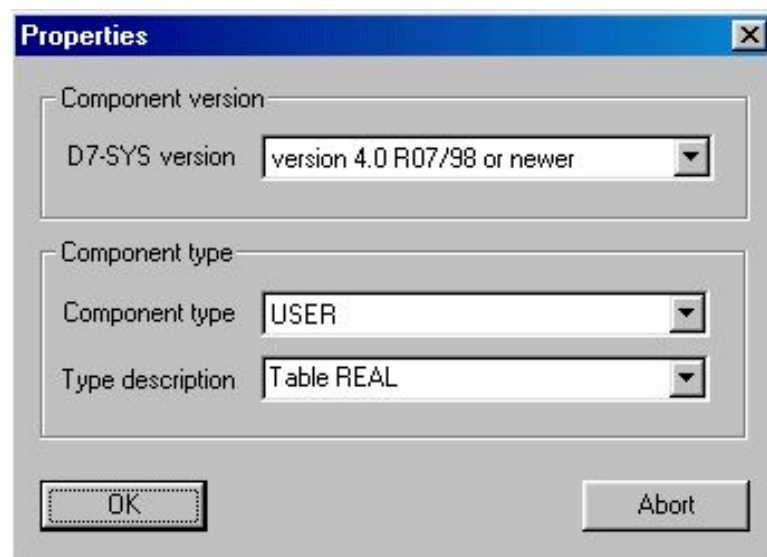 Properties
Component version
D7-SYS version version 4.0 R07/98 or newer
Component type
Component type USER
Type description Table REAL
OK Abort